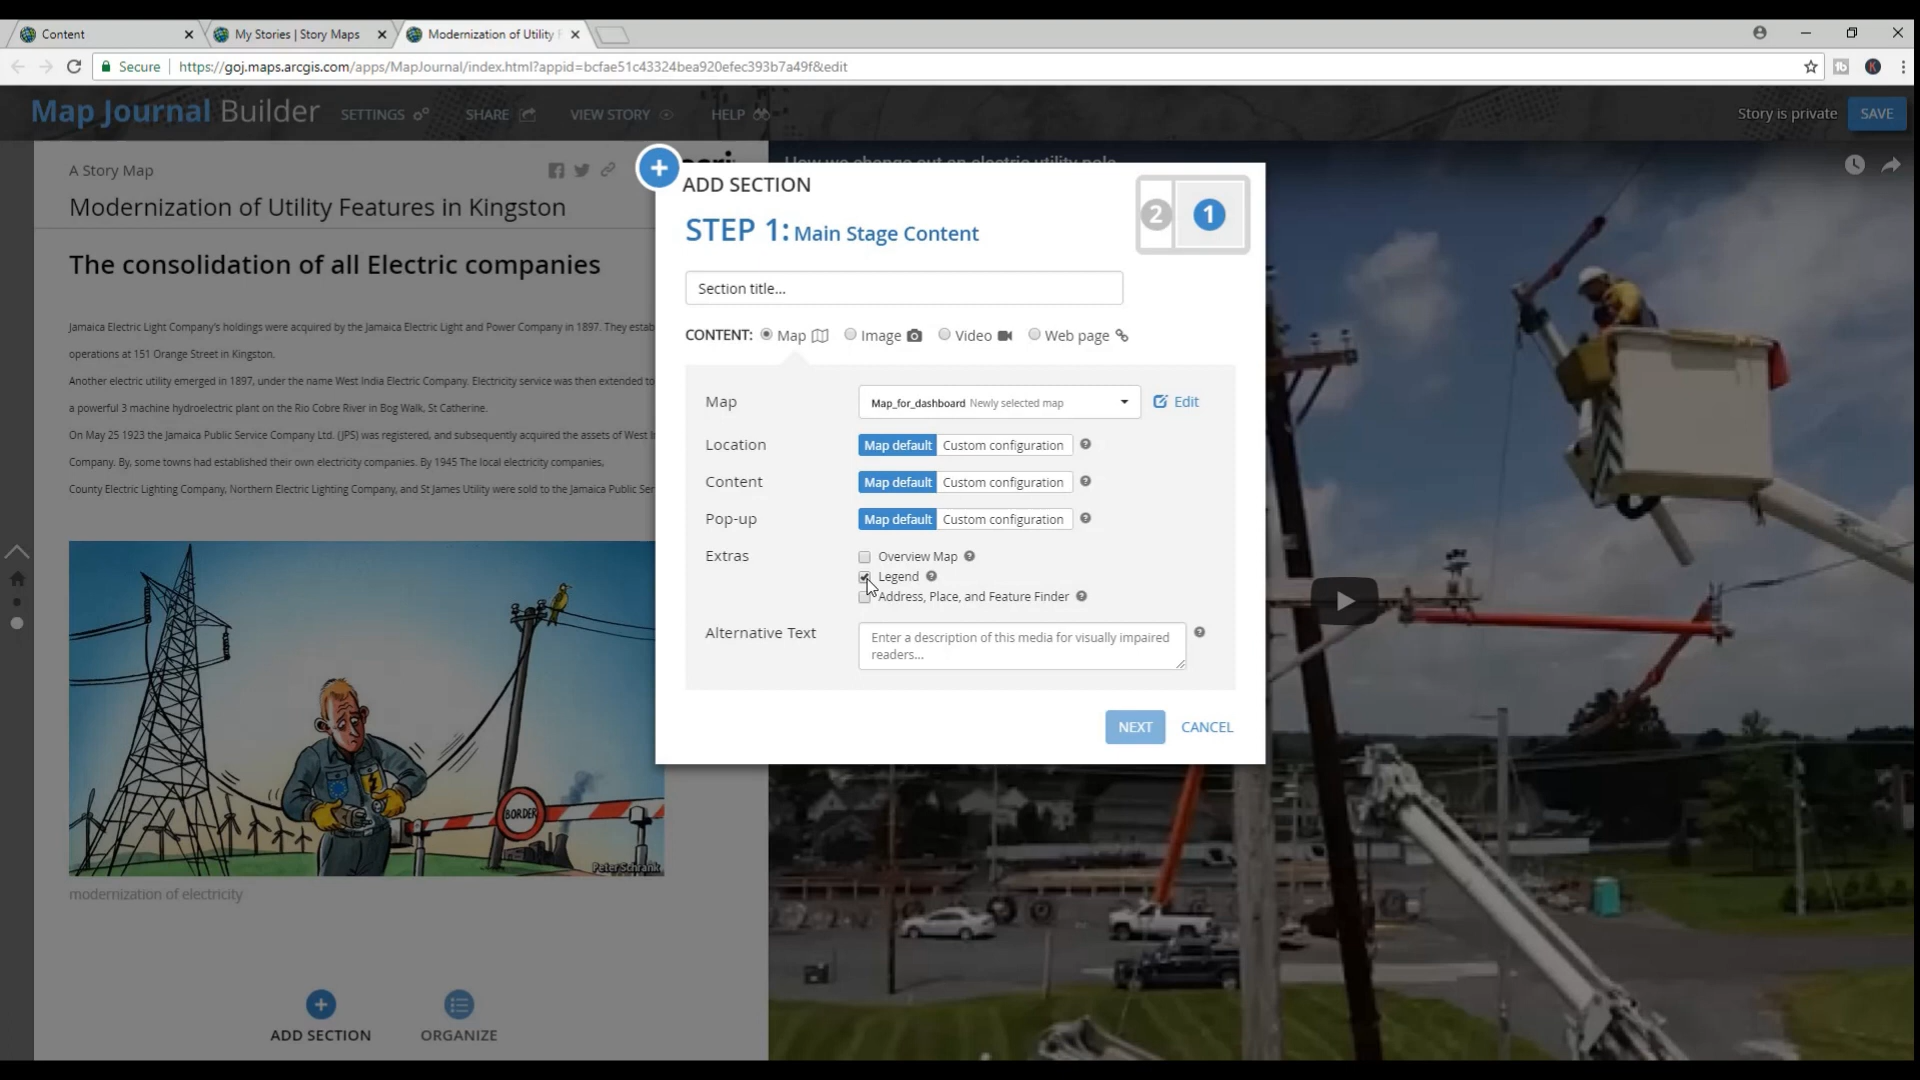 Content
My Stories | Story Maps
Modernization of Utility F
Secure
https://goj.maps.arcgis.com/apps/MapJournal/index.html?appid=bcfae51c43324bea920efec393b7a49f&edit
Map Journal Builder
SETTINGS
SHARE
VIEW STORY
HELP
Story is private
SAVE
A Story Map
esri
How we change out an electric utility pole
Modernization of Utility Features in Kingston
The consolidation of all Electric companies
Jamaica Electric Light Company's holdings were acquired by the Jamaica Electric Light and Power Company in 1897. They estab
operations at 151 Orange Street in Kingston.
Another electric utility emerged in 1897, under the name West India Electric Company. Electricity service was then extended to
a powerful 3 machine hydroelectric plant on the Rio Cobre River in Bog Walk, St Catherine.
On May 25 1923 the Jamaica Public Service Company Ltd. (JPS) was registered, and subsequently acquired the assets of West I
Company. By, some towns had established their own electricity companies. By 1945 The local electricity companies,
County Electric Lighting Company, Northern Electric Lighting Company, and St James Utility were sold to the Jamaica Public Ser
BORDER
Peter Schrank
modernization of electricity
ADD SECTION
ORGANIZE
ADD SECTION
STEP 1: Main Stage Content
2
1
Section title...
CONTENT: Map Image Video Web page
Map
Map_for_dashboard Newly selected map
Edit
Location
Map default Custom configuration
Content
Map default Custom configuration
Pop-up
Map default Custom configuration
Extras
Overview Map
Legend
Address, Place, and Feature Finder
Alternative Text
Enter a description of this media for visually impaired
readers...
NEXT
CANCEL